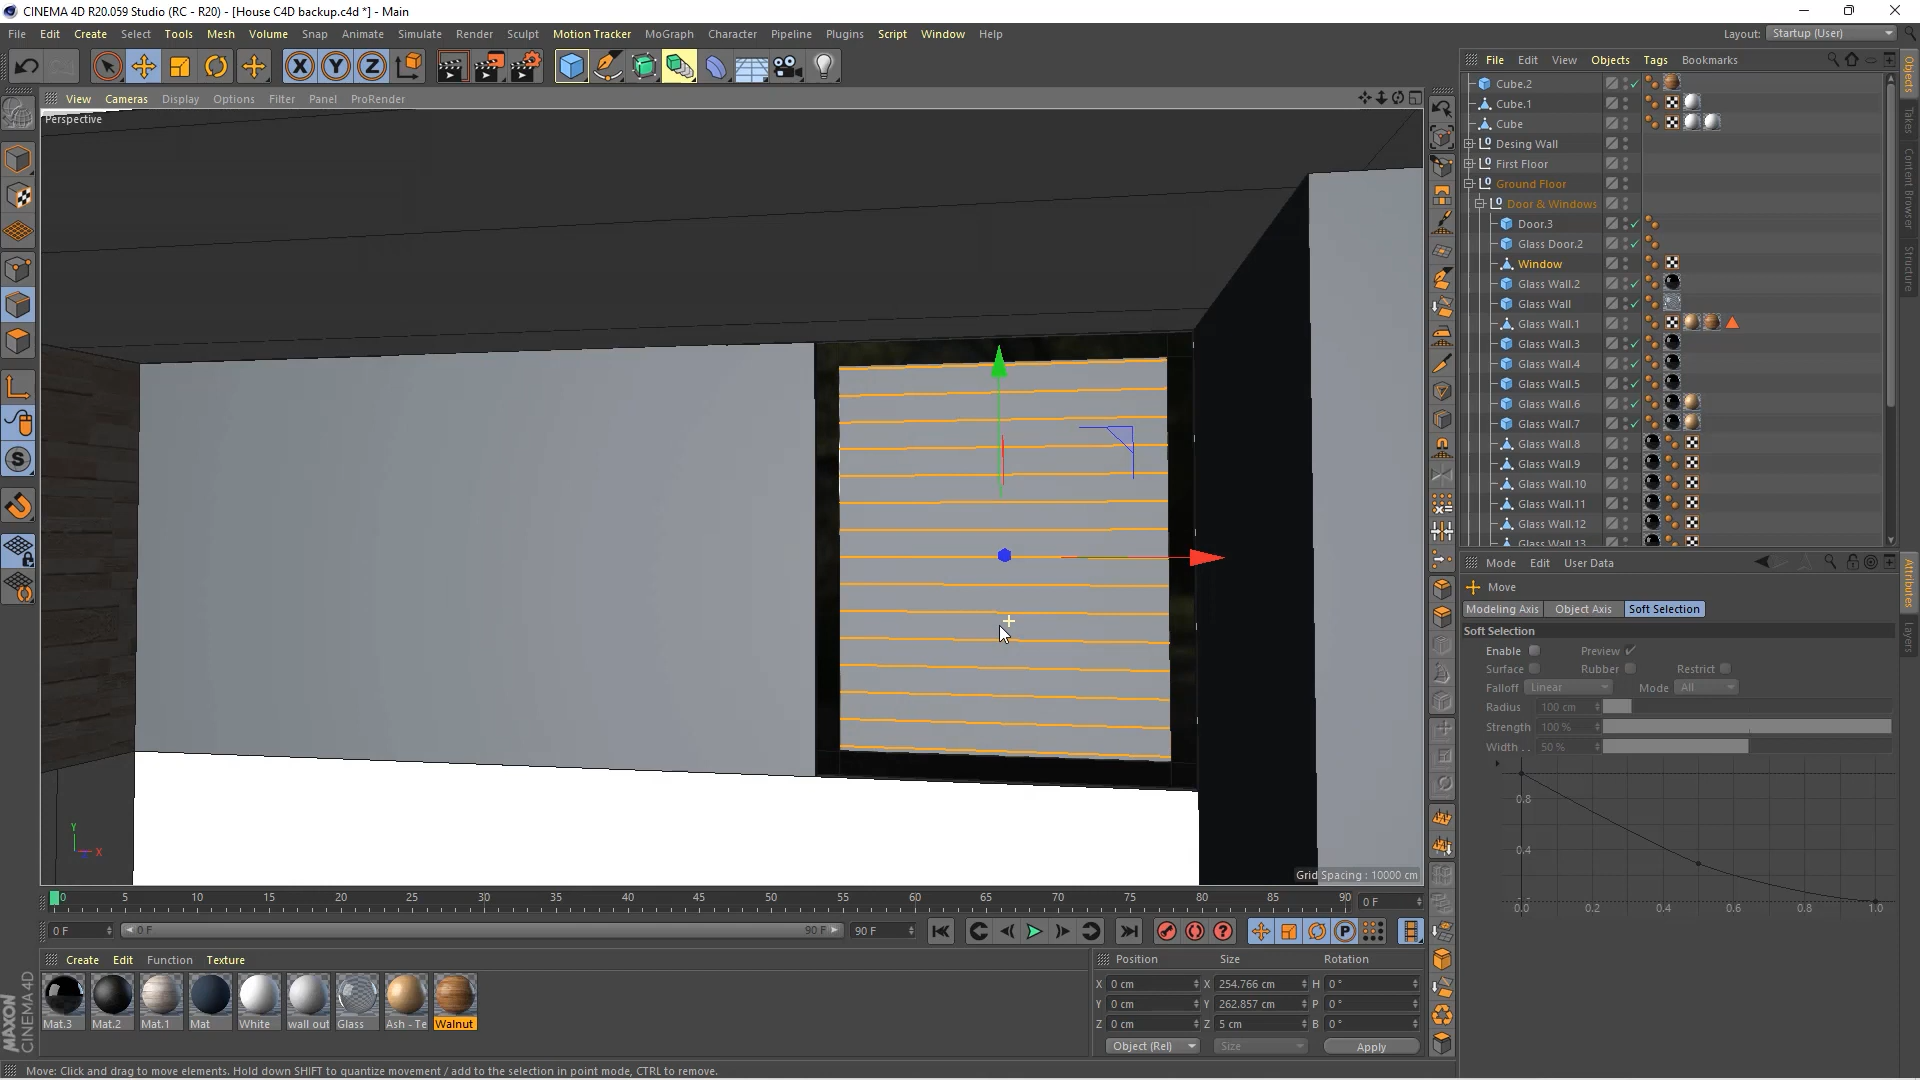 CINEMA 4D R20.059 Studio (RC - R20) - [House C4D backup.c4d *] - Main
File Edit Create Select Tools Mesh Volume Snap Animate Simulate Render Sculpt Motion Tracker MoGraph Character Pipeline Plugins Script Window Help
Layout: Startup (User)
View Cameras Display Options Filter Panel ProRender
File Edit View Objects Tags Bookmarks
Perspective
Cube.2
Cube.1
Cube
Desing Wall
First Floor
Ground Floor
Door & Windows
Door.3
Glass Door.2
Window
Glass Wall.2
Glass Wall
Glass Wall.1
Glass Wall.3
Glass Wall.4
Glass Wall.5
Glass Wall.6
Glass Wall.7
Glass Wall.8
Glass Wall.9
Glass Wall.10
Glass Wall.11
Glass Wall.12
Glass Wall.13
Objects
Takes
Content Browser
Structure
Attributes
Layers
X Y Z
S
Mode Edit User Data
Move
Modeling Axis Object Axis Soft Selection
Soft Selection
Enable Preview
Surface Rubber Restrict
Falloff Linear Mode All
Radius 100 cm
Strength 100 %
Width . . 50 %
0.8
0.4
0.0 0.2 0.4 0.6 0.8 1.0
Y
X
Grid Spacing : 10000 cm
0 5 10 15 20 25 30 35 40 45 50 55 60 65 70 75 80 85 90 0 F
0 F 0 F 90 F 90 F
P
Create Edit Function Texture
Mat.3 Mat.2 Mat.1 Mat White wall out Glass Ash - Te Walnut
Position Size Rotation
X 0 cm X 254.766 cm H 0 °
Y 0 cm Y 262.857 cm P 0 °
Z 0 cm Z 5 cm B 0 °
Object (Rel) Size Apply
MAXON
CINEMA 4D
Move: Click and drag to move elements. Hold down SHIFT to quantize movement / add to the selection in point mode, CTRL to remove.